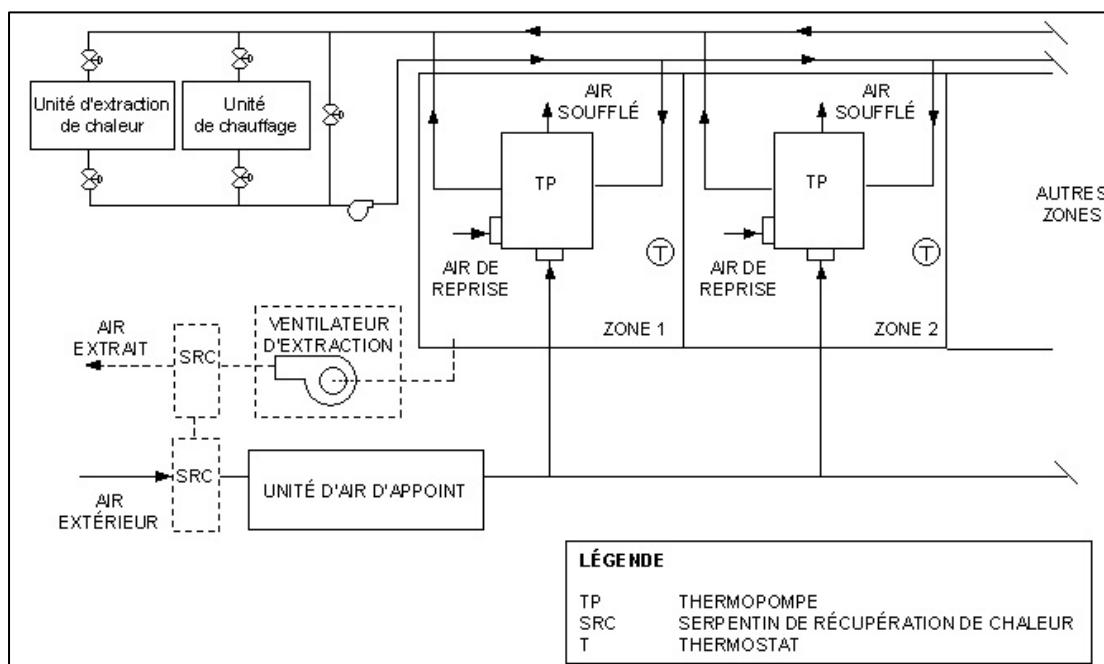 Unité d'extraction
de chaleur
Unité
de chauffage
AIR
SOUFFLÉ
TP
T
AIR DE
REPRISE
ZONE 1
AIR
SOUFFLÉ
TP
T
AIR DE
REPRISE
ZONE 2
AUTRES
ZONES
AIR
EXTRAIT
SRC
VENTILATEUR
D'EXTRACTION
AIR
EXTÉRIEUR
SRC
UNITÉ D'AIR D'APPOINT
LÉGENDE
TP THERMOPOMPE
SRC SERPENTIN DE RÉCUPÉRATION DE CHALEUR
T THERMOSTAT